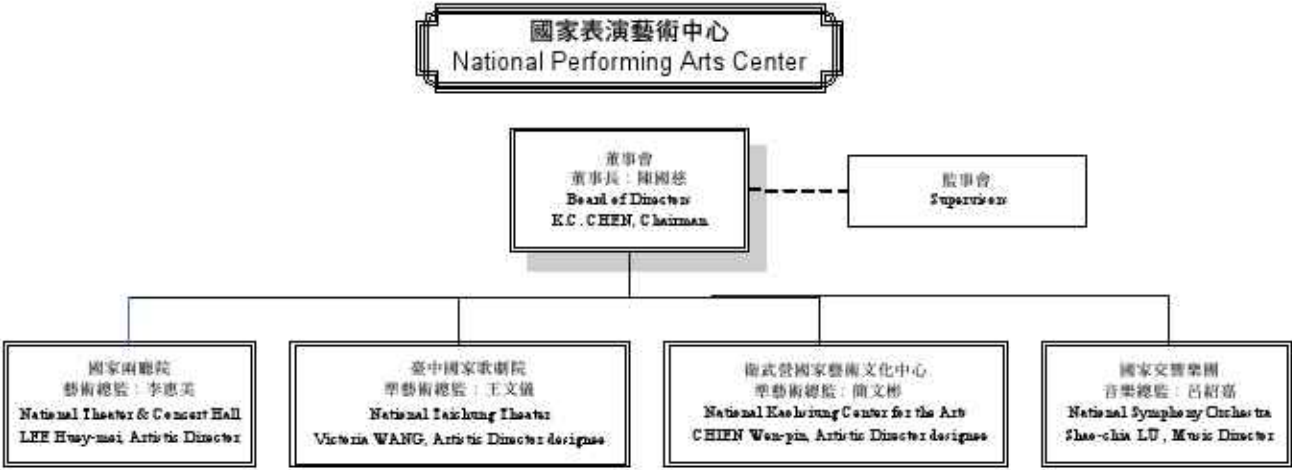 國家表演藝術中心
National Performing Arts Center
董事會
董事長：陳國慈
Board of Directors
K.C. CHEN, Chairman
監事會
Supervisors
國家兩廳院
藝術總監：李惠美
National Theater & Concert Hall
LEE Huey-mei, Artistic Director
臺中國家歌劇院
準藝術總監：王文儀
National Taichung Theater
Victoria WANG, Artistic Director designee
衛武營國家藝術文化中心
準藝術總監：簡文彬
National Kaohsiung Center for the Arts
CHIEN Wen-pin, Artistic Director designee
國家交響樂團
音樂總監：呂紹嘉
National Symphony Orchestra
Shao-chia LU, Music Director